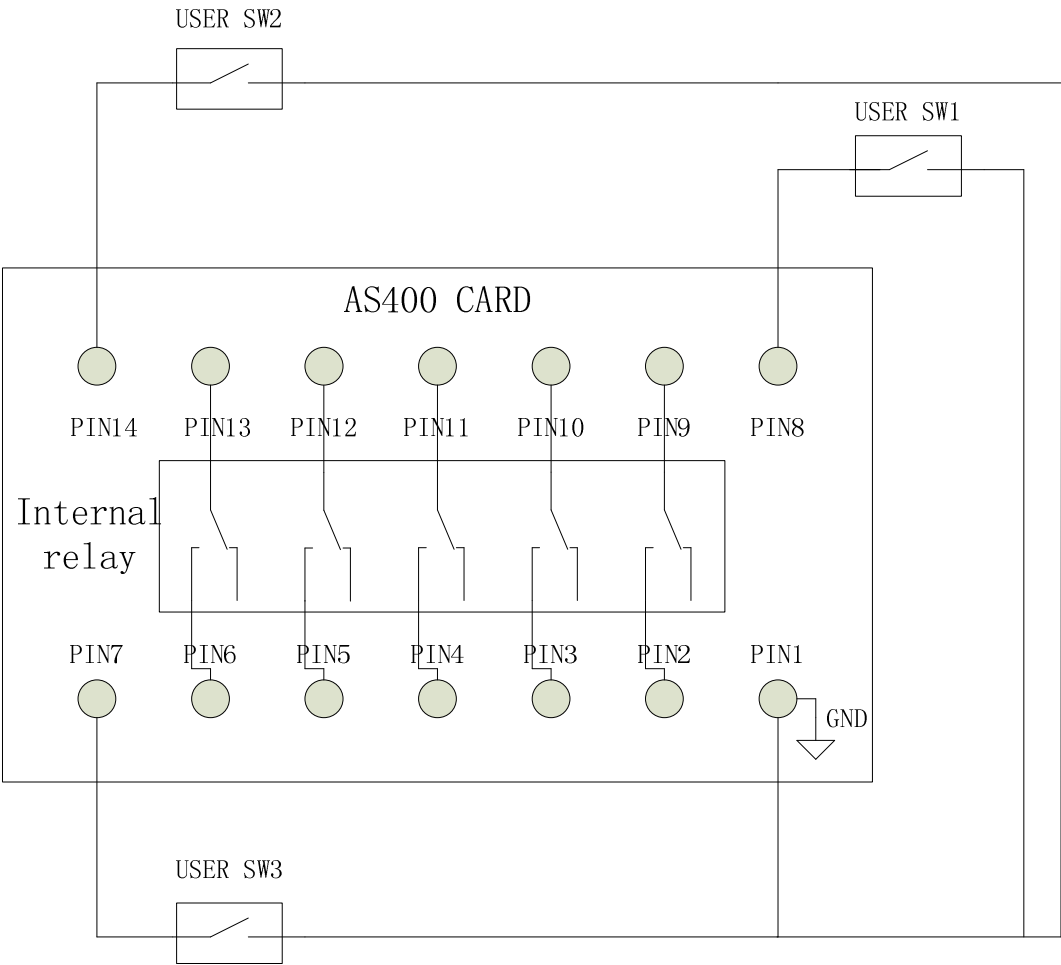 USER SW2
USER SW1
AS400 CARD
PIN14 PIN13 PIN12 PIN11 PIN10 PIN9 PIN8
Internal
relay
PIN7 PIN6 PIN5 PIN4 PIN3 PIN2 PIN1
GND
USER SW3